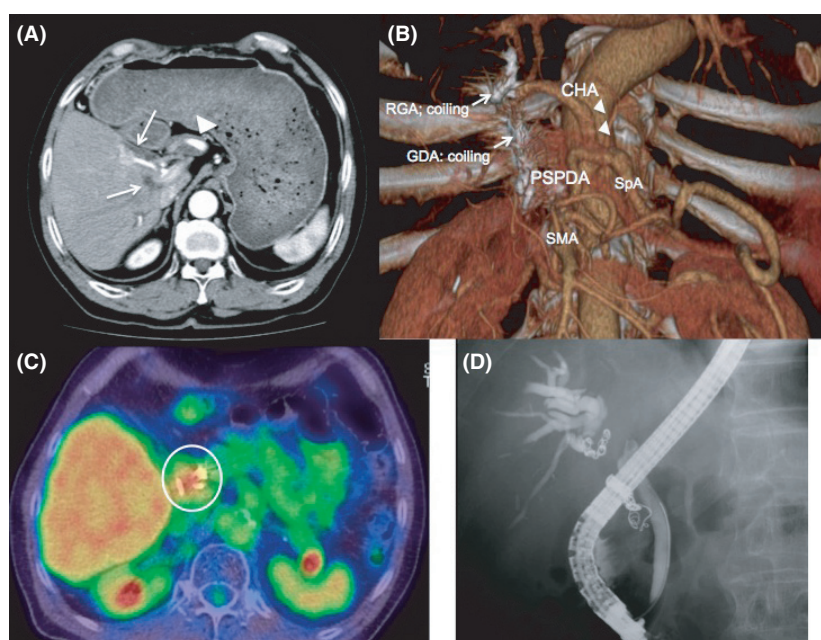 (A)
(B)
CHA
RGA; coiling
GDA: coiling
PSPDA
SpA
SMA
(C)
S
T
(D)